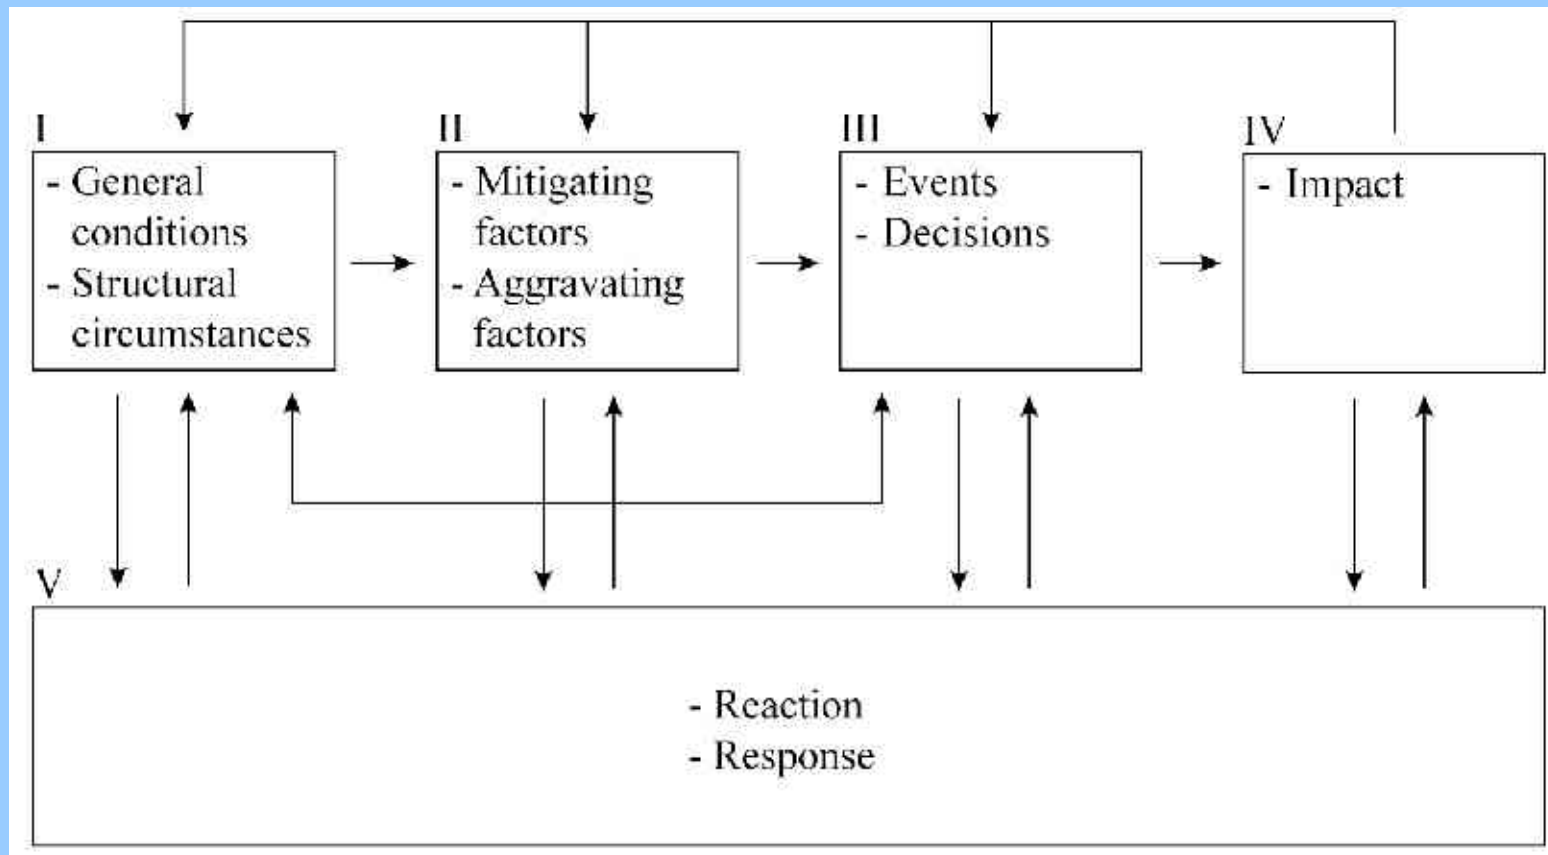 I
- General
conditions
- Structural
circumstances
II
- Mitigating
factors
- Aggravating
factors
III
- Events
- Decisions
IV
- Impact
V
- Reaction
- Response